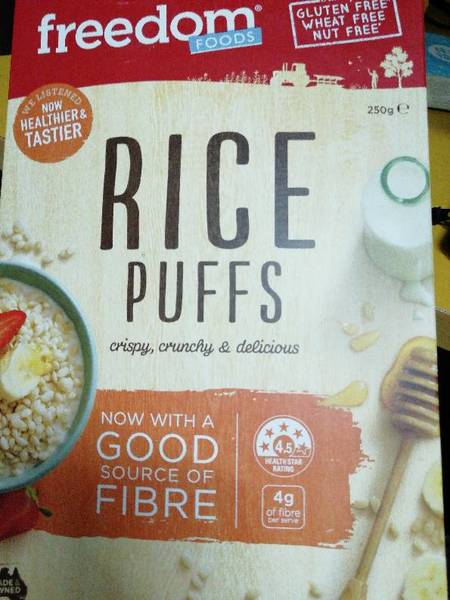 freedom
FOODS
GLUTEN FREE
WHEAT FREE
NUT FREE
WE LISTENED
NOW
HEALTHIER &
TASTIER
250g e
RICE
PUFFS
crispy, crunchy & delicious
NOW WITH A
GOOD
SOURCE OF
FIBRE
4.5
HEALTH STAR
RATING
4g
of fibre
per serve